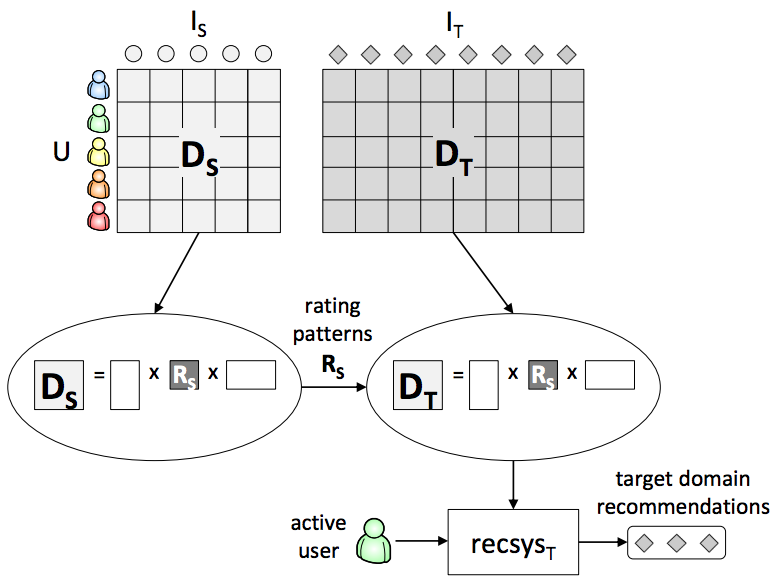 I_S
I_T
U
D_S
D_T
rating
patterns
R_S
D_S = x R_S x
D_T = x R_S x
target domain
recommendations
active
user
recsys_T